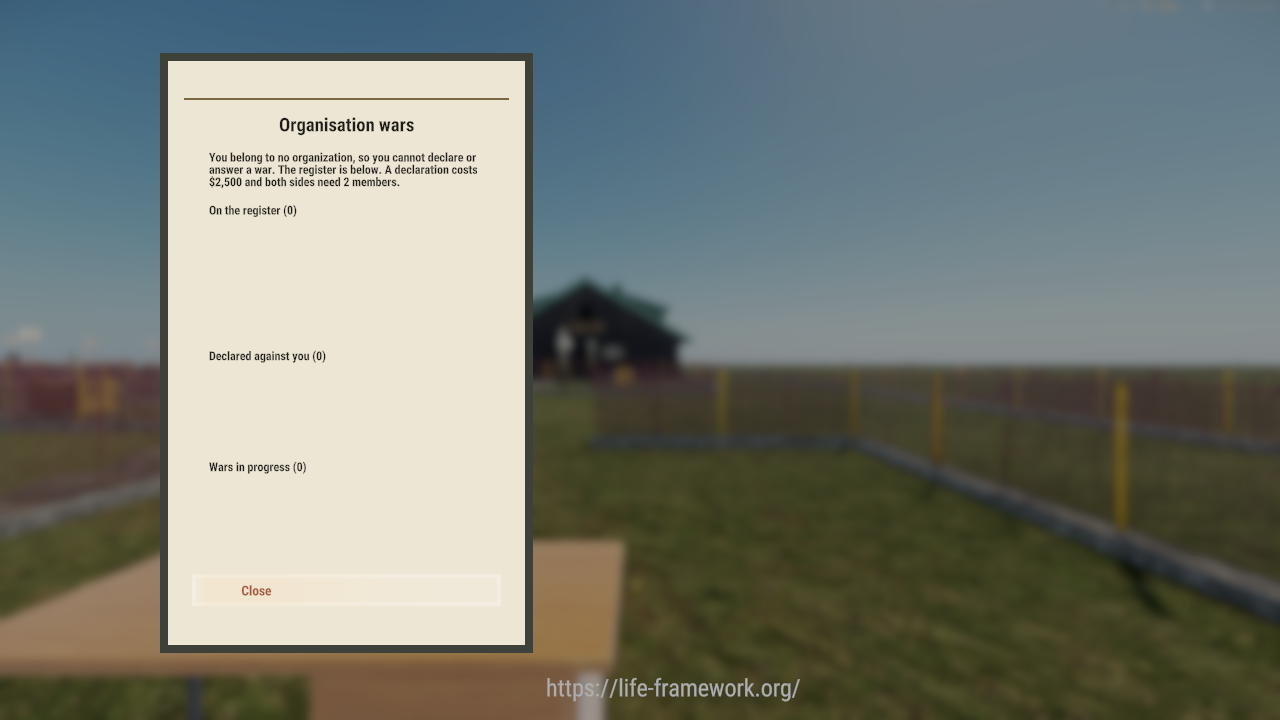 Organisation wars
You belong to no organization, so you cannot declare or
answer a war. The register is below. A declaration costs
$2,500 and both sides need 2 members.
On the register (0)
Declared against you (0)
Wars in progress (0)
Close
https://life-framework.org/